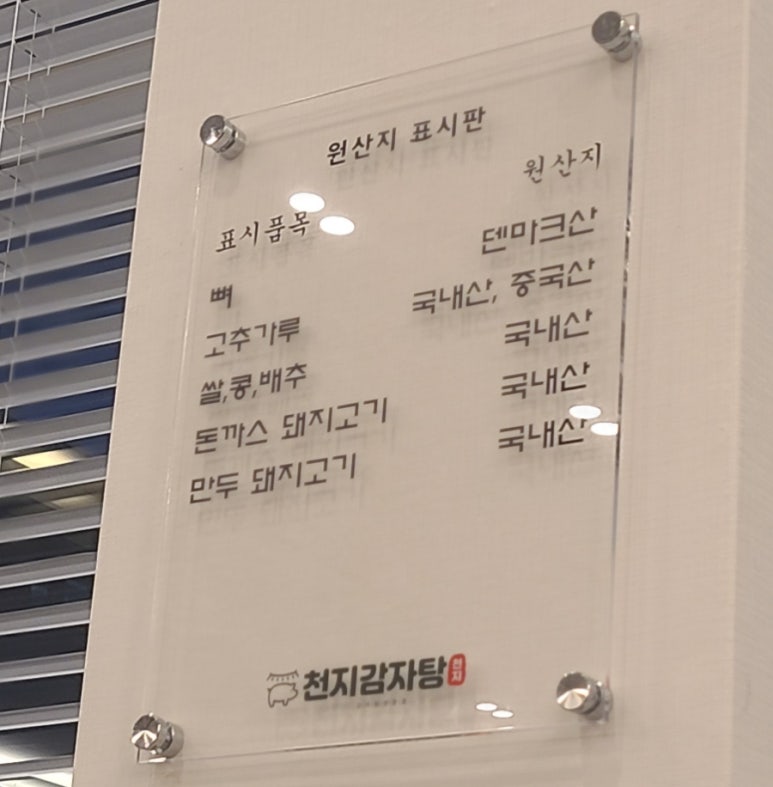 원산지 표시판
표시품목 원산지
뼈 덴마크산
고추가루 국내산, 중국산
쌀,콩,배추 국내산
돈까스 돼지고기 국내산
만두 돼지고기 국내산
천지감자탕 천지